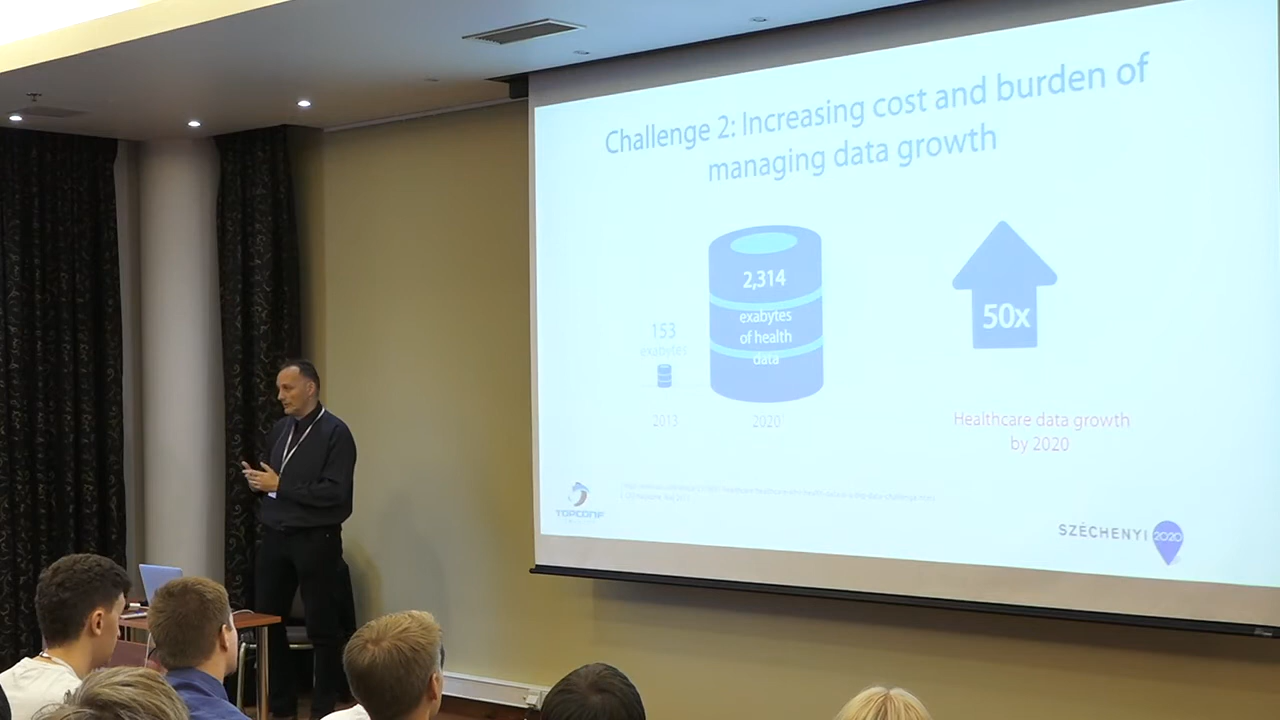 Challenge 2: Increasing cost and burden of
managing data growth
153
exabytes
2013
2,314
exabytes
of health
data
2020
50x
Healthcare data growth
by 2020
TOPCONF
SZÉCHENYI 2020